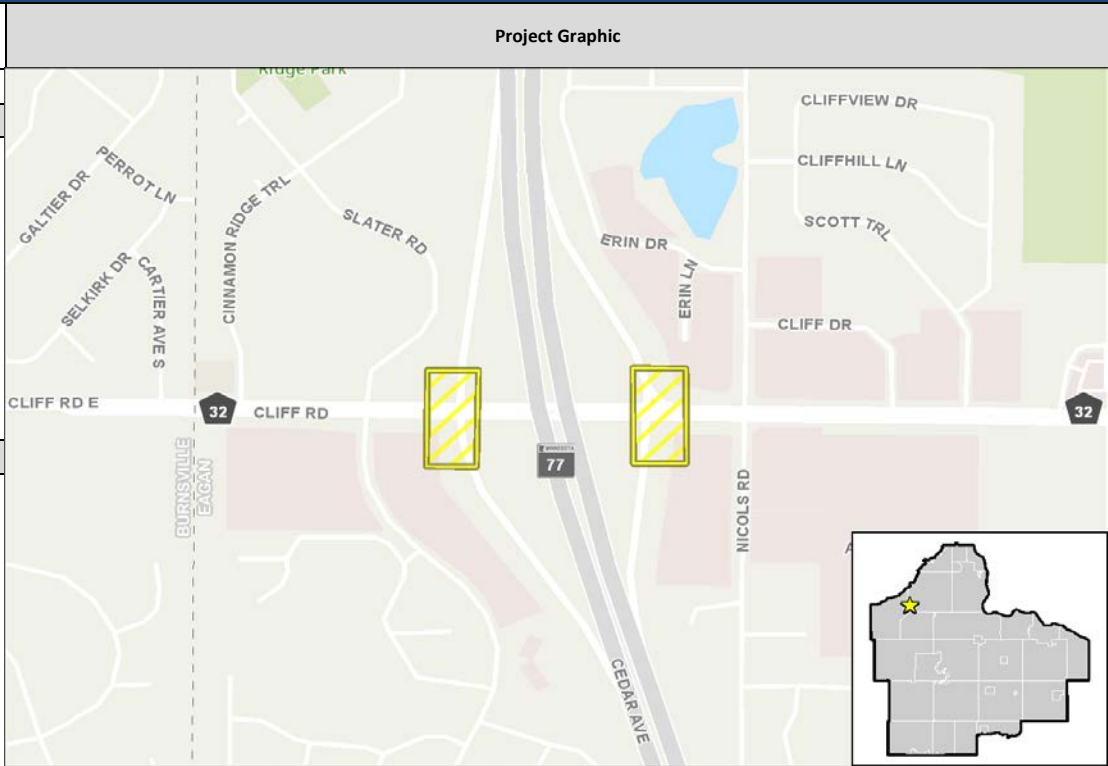 Project Graphic
Ridge Park
CLIFFVIEW DR
PERROT LN
CLIFFHILL LN
GALTIER DR
CINNAMON RIDGE TRL
SLATER RD
SCOTT TRL
ERIN DR
SELKIRK DR
CARTIER AVE S
ERIN LN
CLIFF DR
CLIFF RD E
32
CLIFF RD
32
MINNESOTA
77
BURNSVILLE
EAGAN
NICOLS RD
A
CEDAR AVE